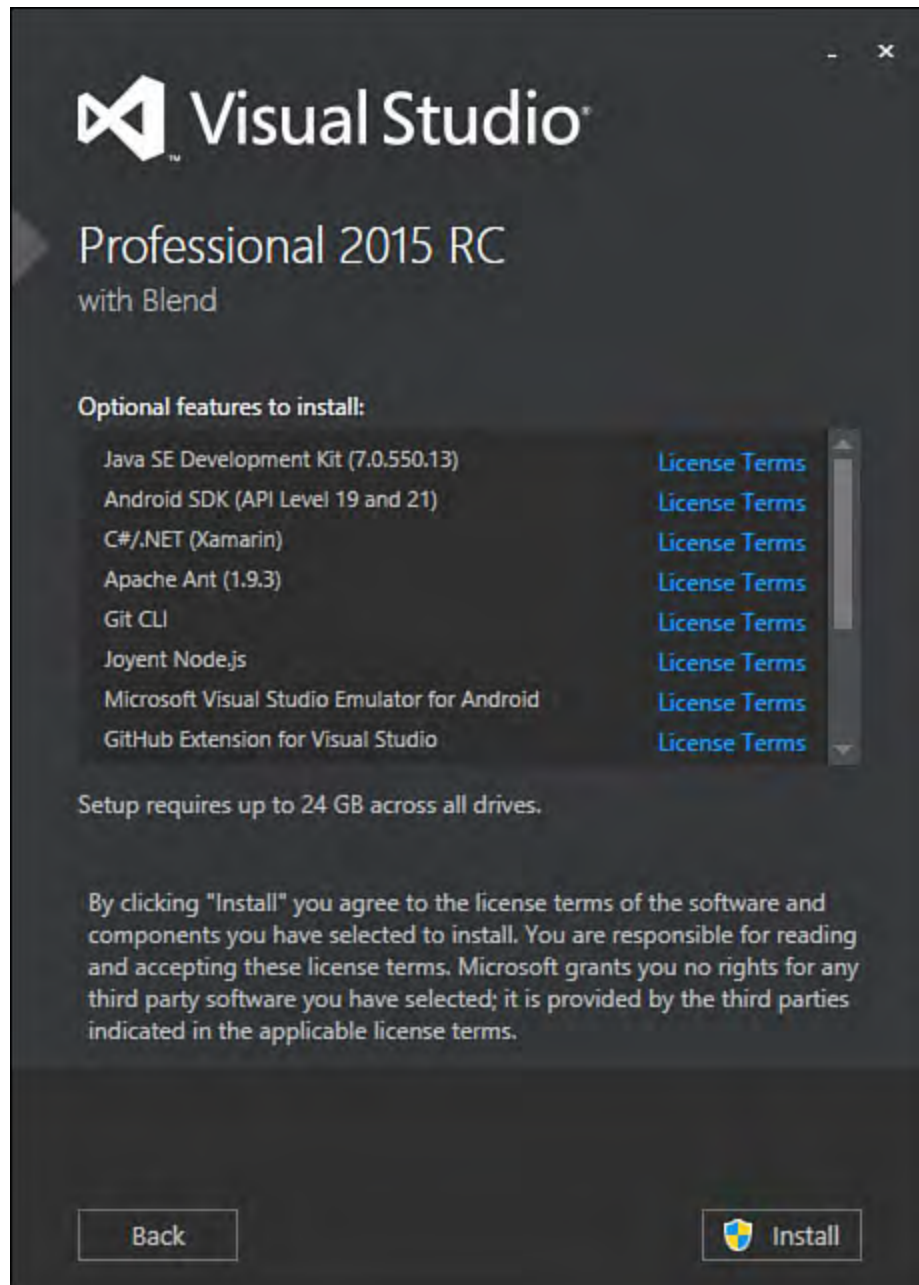 Visual Studio®
™
Professional 2015 RC
with Blend
Optional features to install:
Java SE Development Kit (7.0.550.13) License Terms
Android SDK (API Level 19 and 21) License Terms
C#/.NET (Xamarin) License Terms
Apache Ant (1.9.3) License Terms
Git CLI License Terms
Joyent Node.js License Terms
Microsoft Visual Studio Emulator for Android License Terms
GitHub Extension for Visual Studio License Terms
Setup requires up to 24 GB across all drives.
By clicking "Install" you agree to the license terms of the software and
components you have selected to install. You are responsible for reading
and accepting these license terms. Microsoft grants you no rights for any
third party software you have selected; it is provided by the third parties
indicated in the applicable license terms.
Back Install